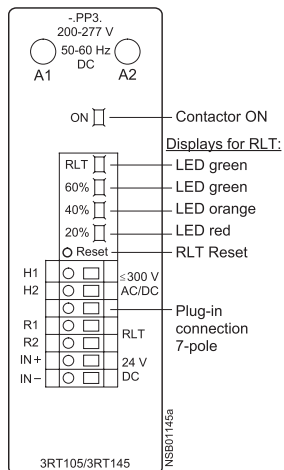 -.PP3.
200-277 V
50-60 Hz
DC
A1
A2
ON
Contactor ON
Displays for RLT:
RLT
LED green
60%
LED green
40%
LED orange
20%
LED red
Reset
RLT Reset
H1
≤300 V
H2
AC/DC
Plug-in
connection
7-pole
R1
RLT
R2
IN+
24 V
IN−
DC
3RT105/3RT145
NSB01145a